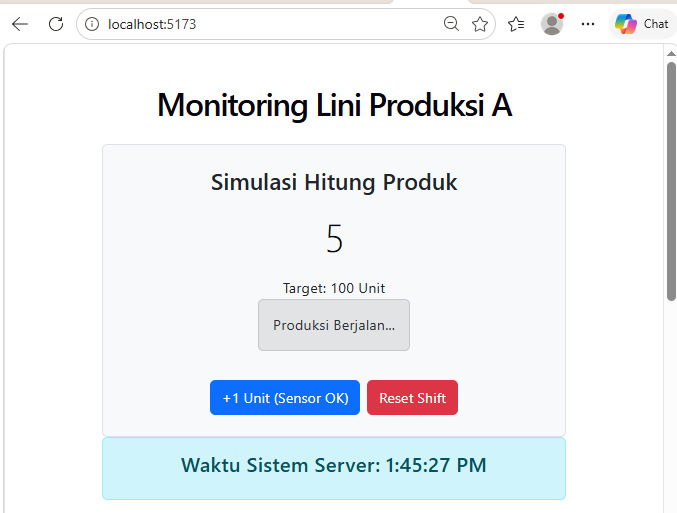 localhost:5173
Chat
Monitoring Lini Produksi A
Simulasi Hitung Produk
5
Target: 100 Unit
Produksi Berjalan...
+1 Unit (Sensor OK)
Reset Shift
Waktu Sistem Server: 1:45:27 PM